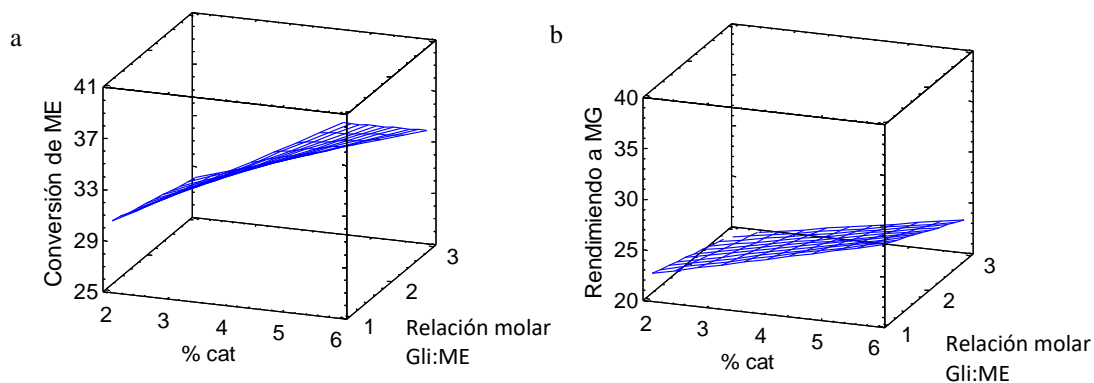 a
Conversión de ME
41
37
33
29
25
2
3
4
5
6
% cat
1
2
3
Relación molar
Gli:ME
b
Rendimiendo a MG
40
35
30
25
20
2
3
4
5
6
% cat
1
2
3
Relación molar
Gli:ME